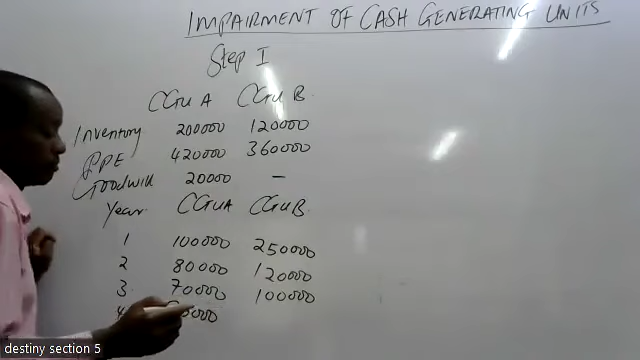 IMPAIRMENT OF CASH GENERATING UNITS
Step I
CGU A CGU B
Inventory 200000 120000
PPE 420000 360000
Goodwill 20000 -
Year CGU A CGU B
1 100000 250000
2 80000 120000
3 70000 100000
4
destiny section 5